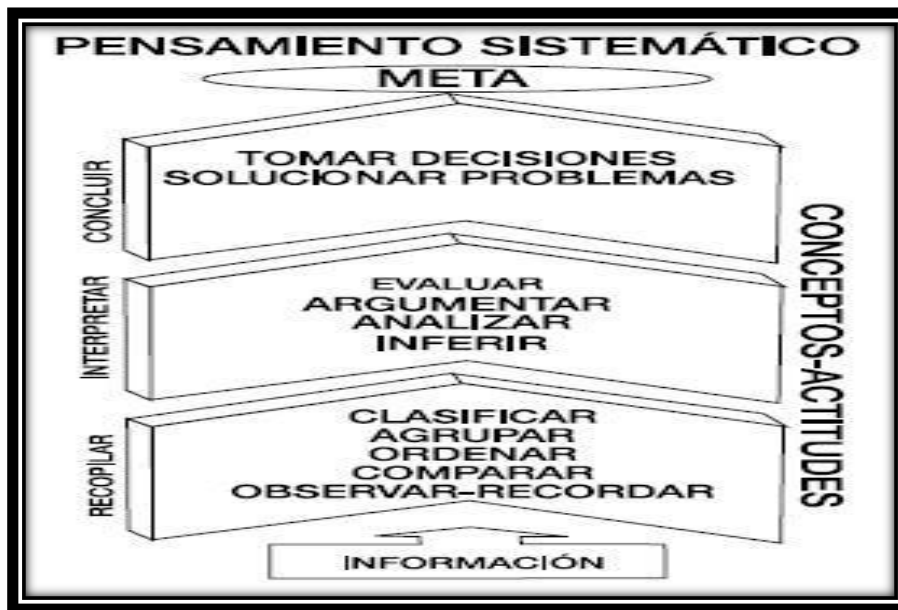 PENSAMIENTO SISTEMÁTICO
META
CONCLUIR
TOMAR DECISIONES
SOLUCIONAR PROBLEMAS
INTERPRETAR
EVALUAR
ARGUMENTAR
ANALIZAR
INFERIR
RECOPILAR
CLASIFICAR
AGRUPAR
ORDENAR
COMPARAR
OBSERVAR-RECORDAR
CONCEPTOS-ACTITUDES
INFORMACIÓN